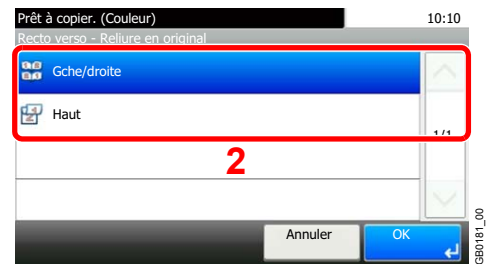 Prêt à copier. (Couleur) 10:10
Recto verso - Reliure en original
Gche/droite
Haut
1/1
2
Annuler OK
GB0181_00